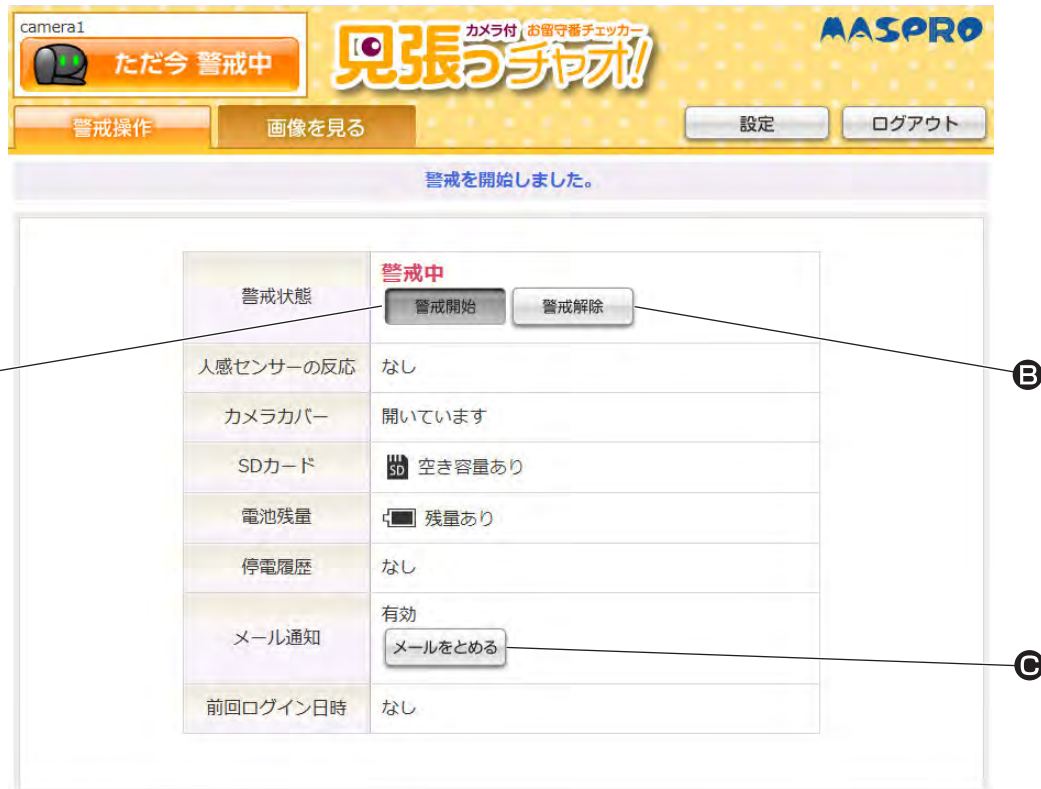 camera1
ただ今 警戒中
カメラ付 お留守番チェッカー
見張っチャオ!
MASPRO
警戒操作
画像を見る
設定
ログアウト
警戒を開始しました。
警戒状態
警戒中
警戒開始
警戒解除
B
人感センサーの反応
なし
カメラカバー
開いています
SDカード
SD 空き容量あり
電池残量
残量あり
停電履歴
なし
メール通知
有効
メールをとめる
C
前回ログイン日時
なし